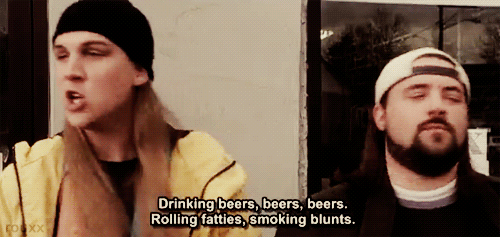 Drinking beers, beers, beers.
Rolling fatties, smoking blunts.